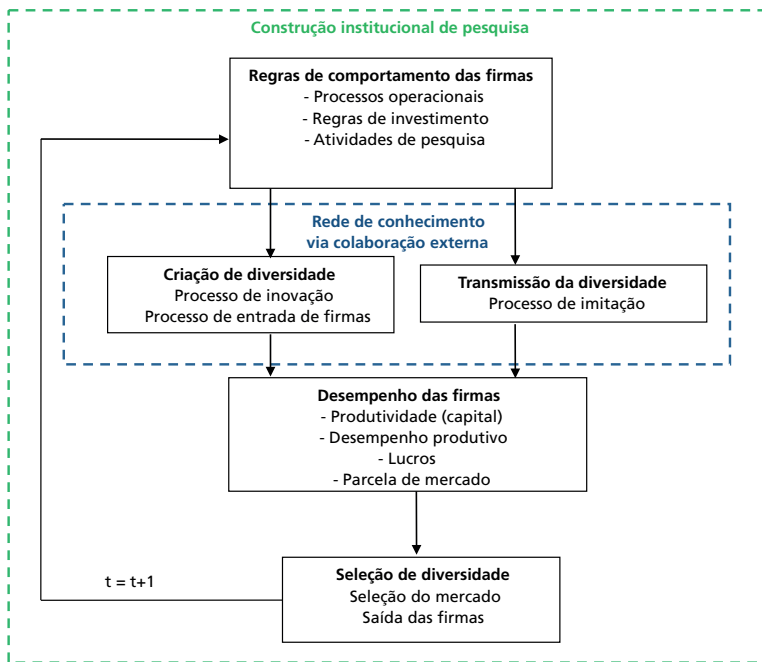 Construção institucional de pesquisa
Regras de comportamento das firmas
- Processos operacionais
- Regras de investimento
- Atividades de pesquisa
Rede de conhecimento
via colaboração externa
Criação de diversidade
Processo de inovação
Processo de entrada de firmas
Transmissão da diversidade
Processo de imitação
Desempenho das firmas
- Produtividade (capital)
- Desempenho produtivo
- Lucros
- Parcela de mercado
t = t+1
Seleção de diversidade
Seleção do mercado
Saída das firmas